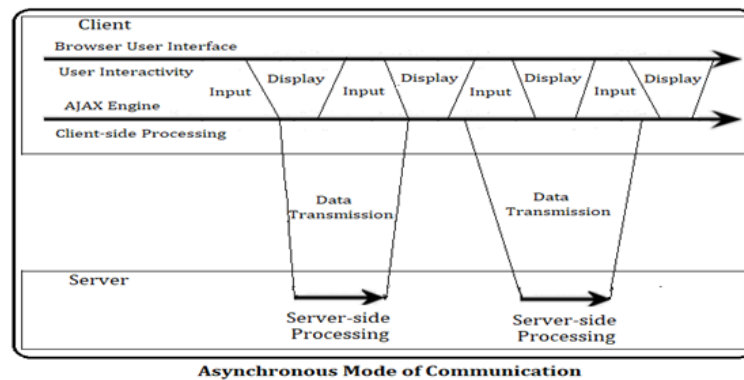 Client
Browser User Interface
User Interactivity
Input
Display
Input
Display
Input
Display
Input
Display
AJAX Engine
Client-side Processing
Data
Transmission
Data
Transmission
Server
Server-side
Processing
Server-side
Processing
Asynchronous Mode of Communication